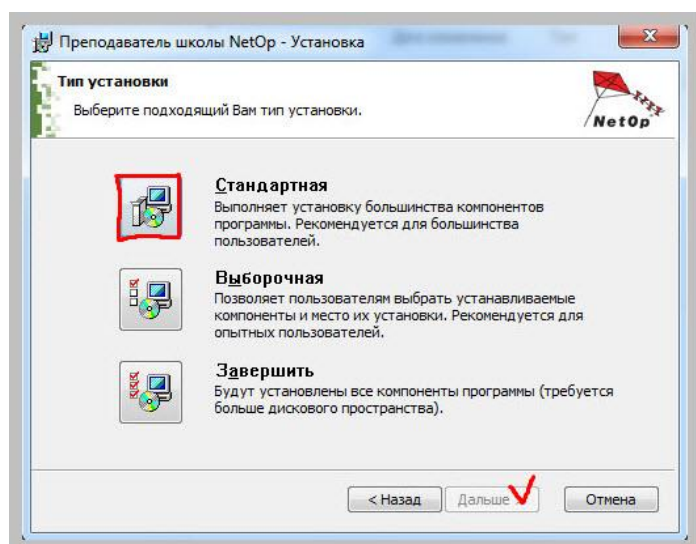 Преподаватель школы NetOp - Установка
Тип установки
Выберите подходящий Вам тип установки.
NetOp
Стандартная
Выполняет установку большинства компонентов
программы. Рекомендуется для большинства
пользователей.
Выборочная
Позволяет пользователям выбрать устанавливаемые
компоненты и место их установки. Рекомендуется для
опытных пользователей.
Завершить
Будут установлены все компоненты программы (требуется
больше дискового пространства).
< Назад Дальше Отмена